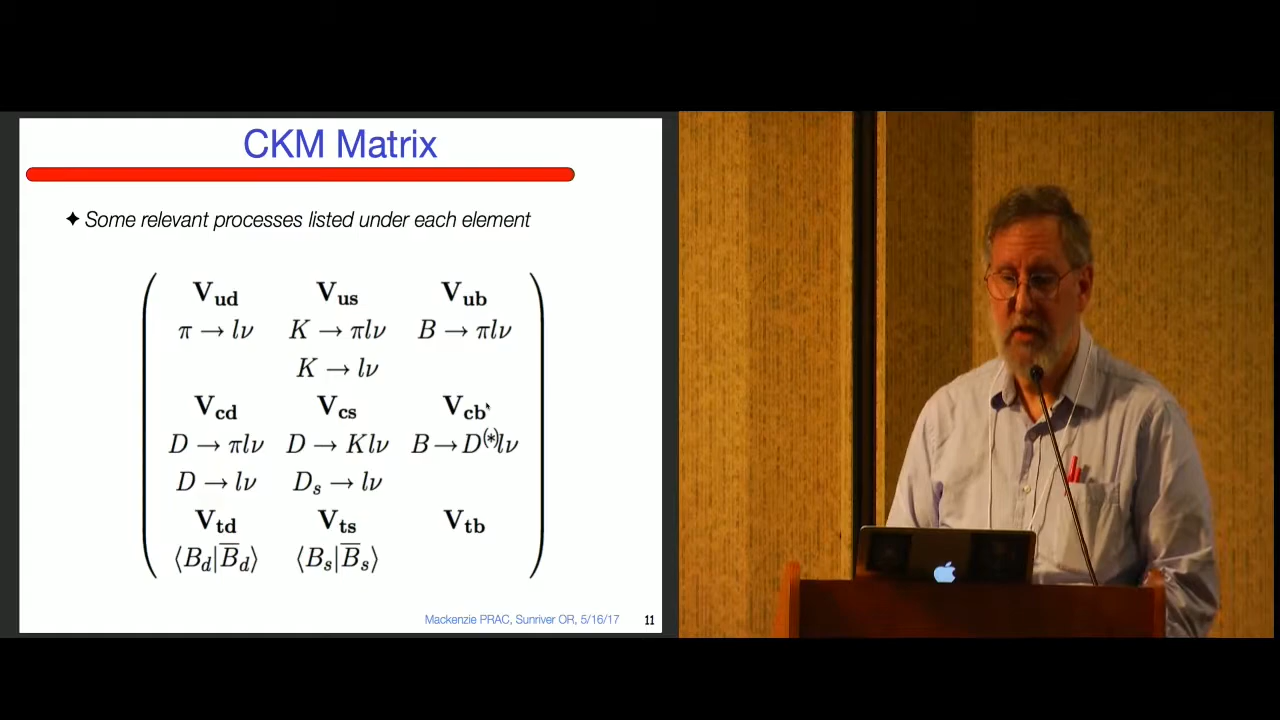 CKM Matrix
✦ Some relevant processes listed under each element
V_ud V_us V_ub
π → lν K → πlν B → πlν
K → lν
V_cd V_cs V_cb
D → πlν D → Klν B → D^(*)lν
D → lν D_s → lν
V_td V_ts V_tb
⟨B_d|B̅_d⟩ ⟨B_s|B̅_s⟩
Mackenzie PRAC, Sunriver OR, 5/16/17 11